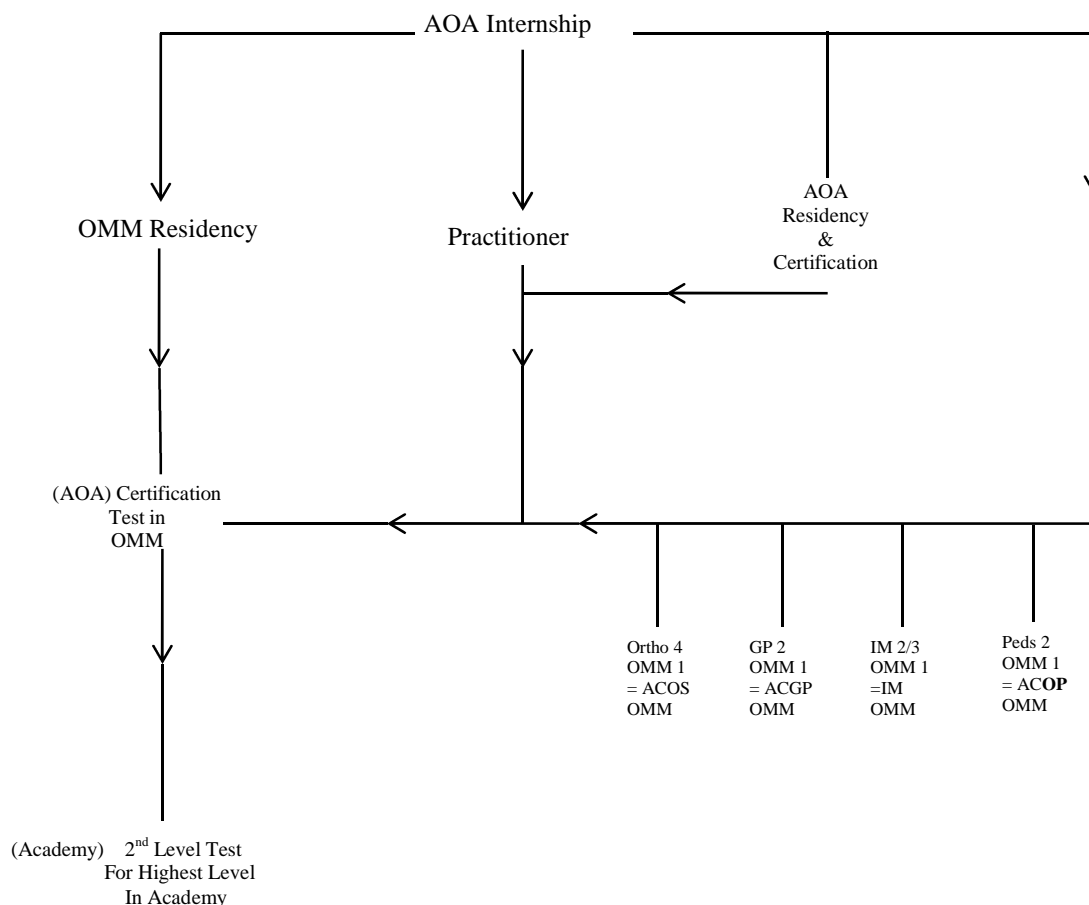 AOA Internship
OMM Residency
Practitioner
AOA
Residency
&
Certification
(AOA) Certification
Test in
OMM
Ortho 4
OMM 1
= ACOS
OMM
GP 2
OMM 1
= ACGP
OMM
IM 2/3
OMM 1
=IM
OMM
Peds 2
OMM 1
= ACOP
OMM
(Academy) 2nd Level Test
For Highest Level
In Academy